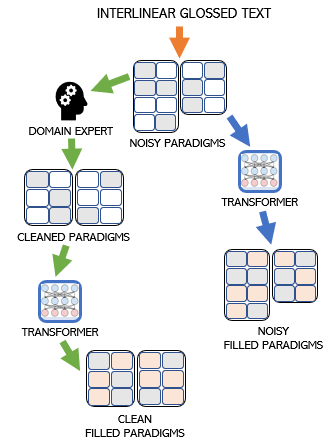 INTERLINEAR GLOSSED TEXT
DOMAIN EXPERT
NOISY PARADIGMS
TRANSFORMER
CLEANED PARADIGMS
TRANSFORMER
NOISY
FILLED PARADIGMS
CLEAN
FILLED PARADIGMS